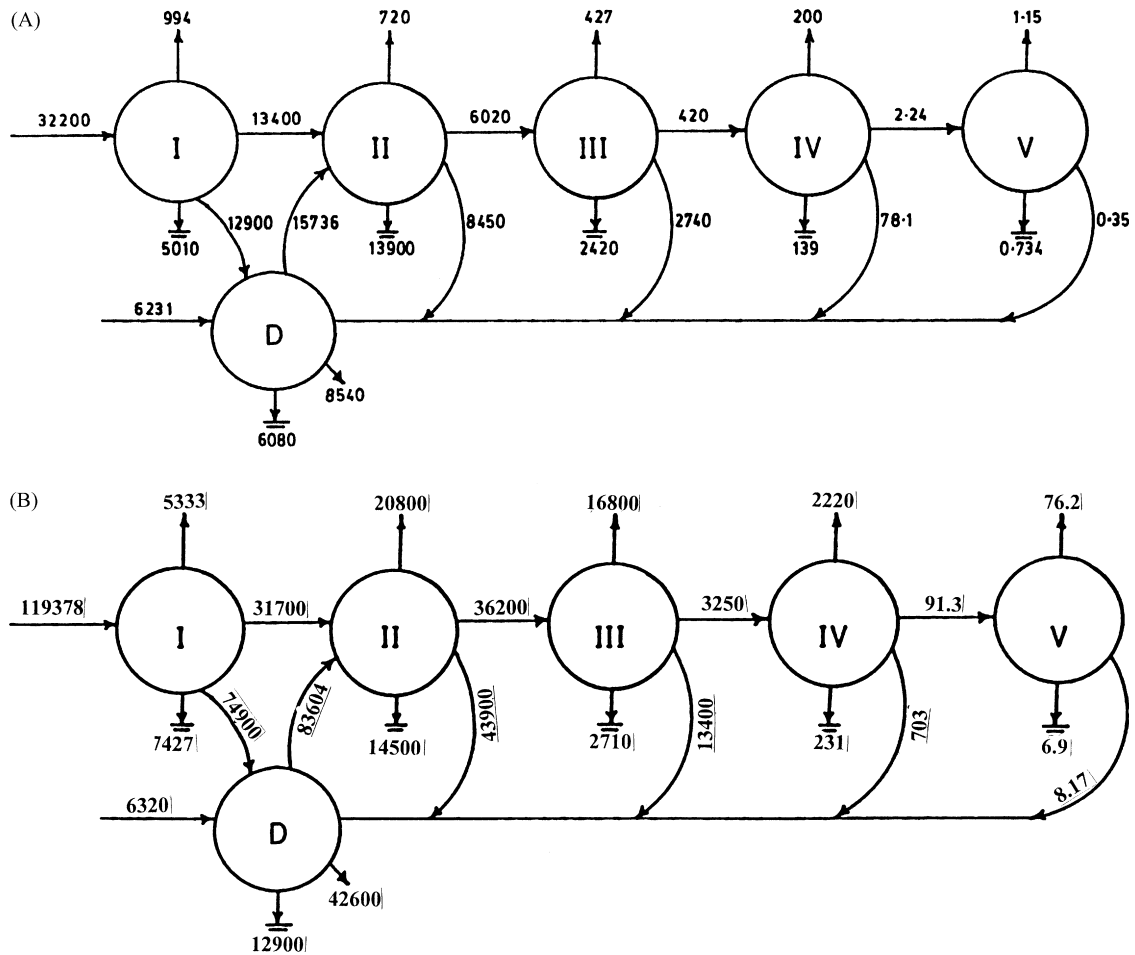 (A)
994 720 427 200 1·15
32200 13400 6020 420 2·24
I II III IV V
12900 15736 8450 2740 78·1 0·35
5010 13900 2420 139 0·734
6231
D
8540
6080
(B)
5333 20800 16800 2220 76.2
119378 31700 36200 3250 91.3
I II III IV V
74900 83604 43900 13400 703
7427 14500 2710 231 6.9
6320 8.17
D
42600
12900